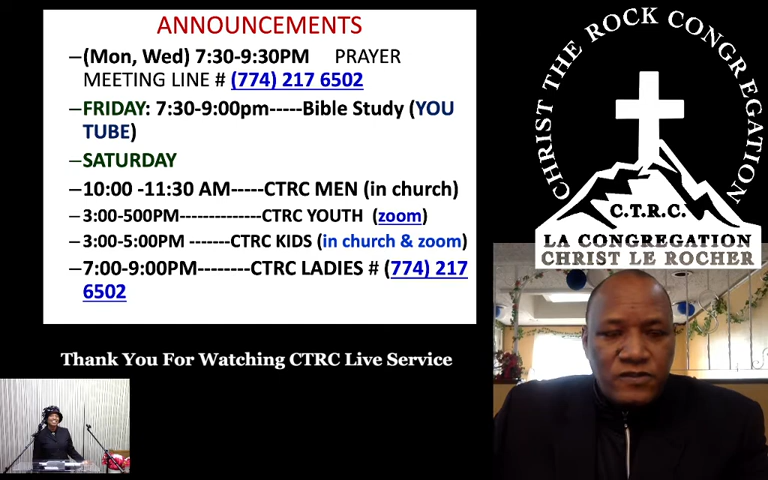 ANNOUNCEMENTS
–(Mon, Wed) 7:30-9:30PM PRAYER
MEETING LINE # (774) 217 6502
–FRIDAY: 7:30-9:00pm-----Bible Study (YOU
TUBE)
–SATURDAY
–10:00 -11:30 AM-----CTRC MEN (in church)
–3:00-500PM--------------CTRC YOUTH (zoom)
–3:00-5:00PM -------CTRC KIDS (in church & zoom)
–7:00-9:00PM--------CTRC LADIES # (774) 217
6502
CHRIST THE ROCK CONGREGATION
C.T.R.C.
LA CONGREGATION
CHRIST LE ROCHER
Thank You For Watching CTRC Live Service